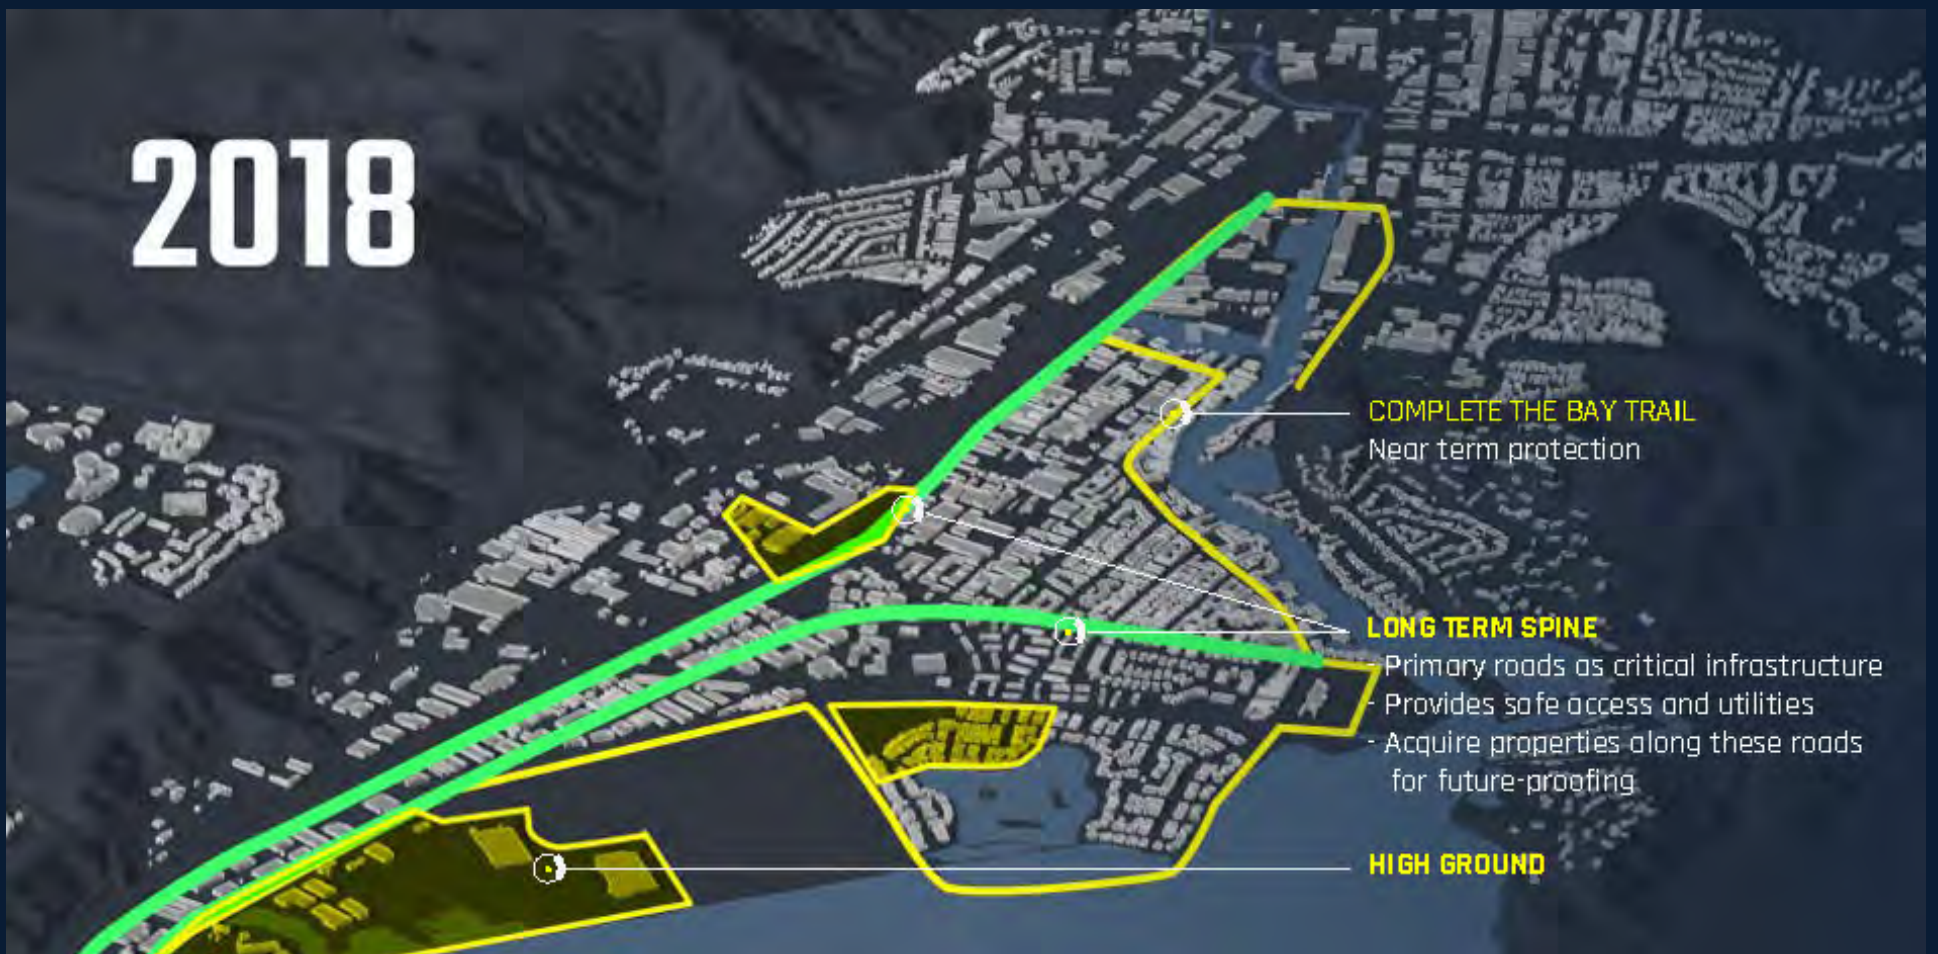 2018
COMPLETE THE BAY TRAIL
Near term protection
LONG TERM SPINE
- Primary roads as critical infrastructure
- Provides safe access and utilities
- Acquire properties along these roads
for future-proofing
HIGH GROUND